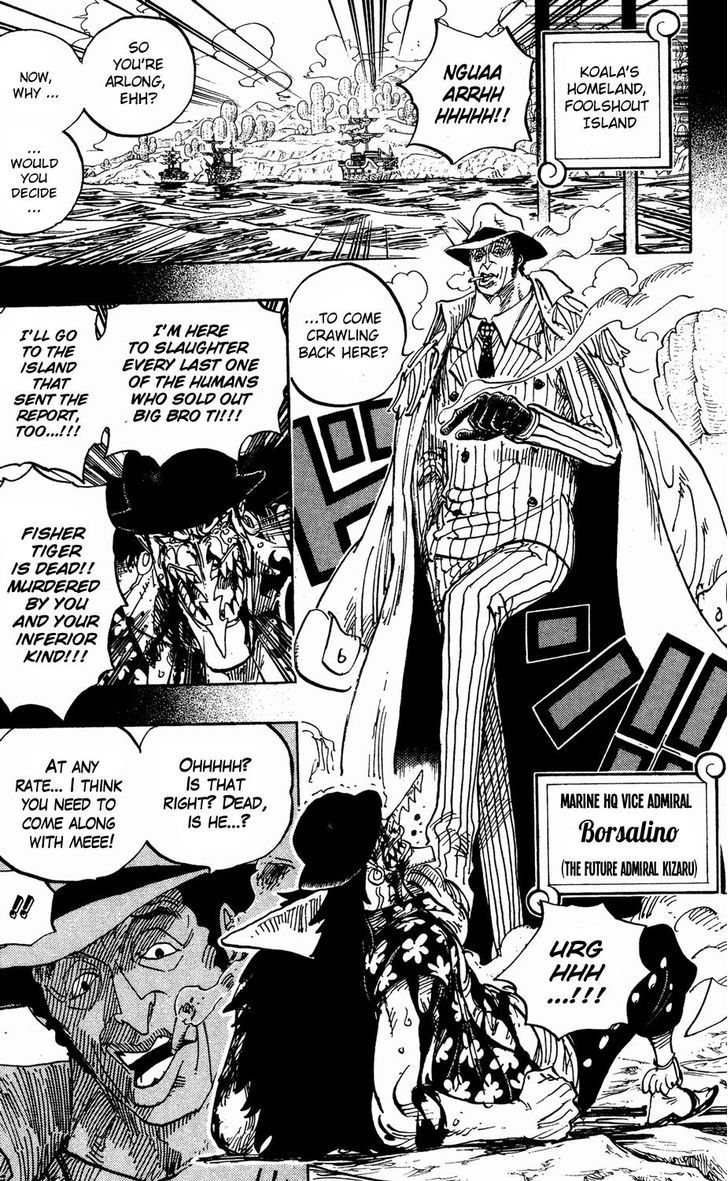 KOALA'S
HOMELAND,
FOOLSHOUT
ISLAND
NGUAA
ARRHH
HHHHH!!
SO
YOU'RE
ARLONG,
EHH?
NOW,
WHY ...
...
WOULD
YOU
DECIDE
...
...TO COME
CRAWLING
BACK HERE?
I'M HERE
TO SLAUGHTER
EVERY LAST ONE
OF THE HUMANS
WHO SOLD OUT
BIG BRO TI!!!
I'LL GO
TO THE
ISLAND
THAT
SENT THE
REPORT,
TOO...!!!
FISHER
TIGER
IS DEAD!!
MURDERED
BY YOU
AND YOUR
INFERIOR
KIND!!!
MARINE HQ VICE ADMIRAL
Borsalino
(THE FUTURE ADMIRAL KIZARU)
OHHHHH?
IS THAT
RIGHT? DEAD,
IS HE...?
AT ANY
RATE... I THINK
YOU NEED TO
COME ALONG
WITH MEEE!
!!
URG
HHH
...!!!